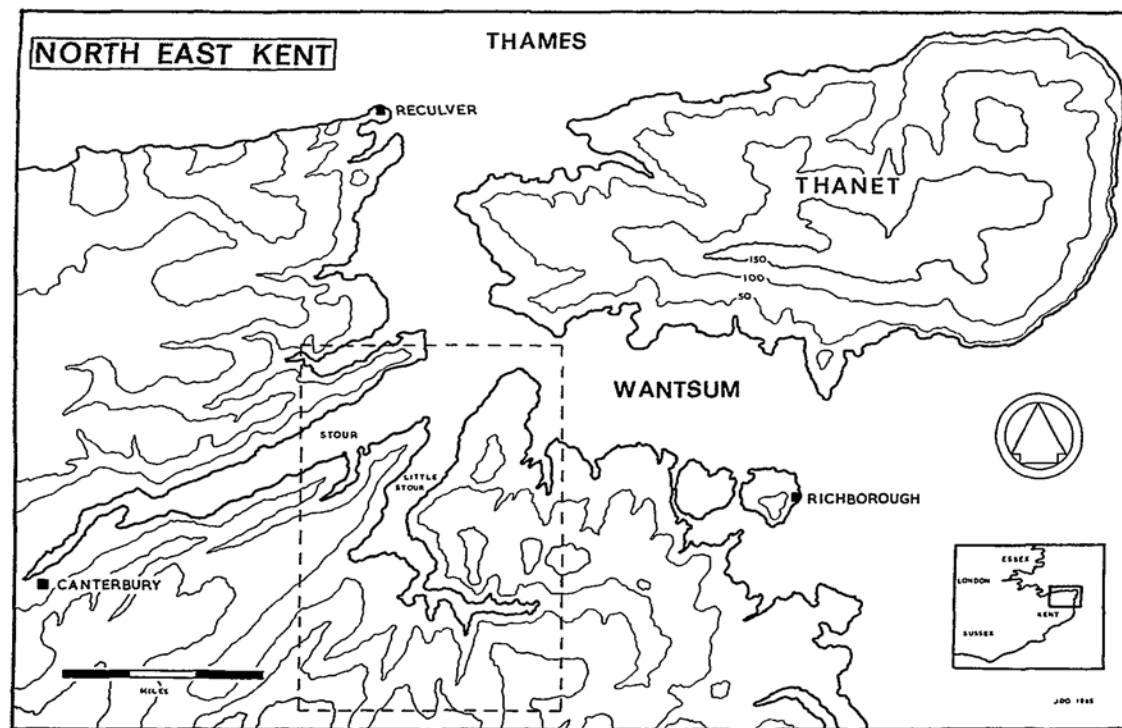 NORTH EAST KENT
THAMES
RECULVER
THANET
150
100
50
WANTSUM
STOUR
LITTLE
STOUR
RICHBOROUGH
CANTERBURY
MILES
ESSEX
LONDON
KENT
SUSSEX